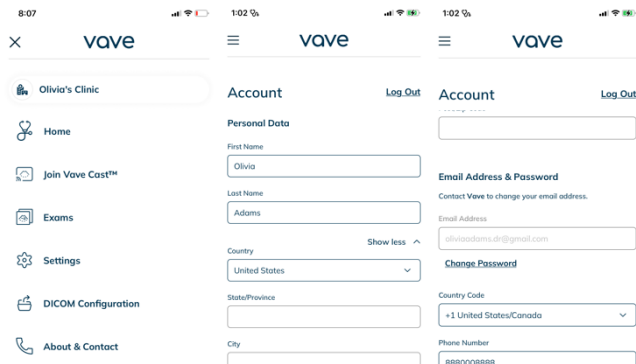 8:07
vave
Olivia's Clinic
Home
Join Vave Cast™
Exams
Settings
DICOM Configuration
About & Contact
1:02
vave
Account
Log Out
Personal Data
First Name
Olivia
Last Name
Adams
Show less
Country
United States
State/Province
City
1:02
vave
Account
Log Out
Email Address & Password
Contact Vave to change your email address.
Email Address
oliviaadams.dr@gmail.com
Change Password
Country Code
+1 United States/Canada
Phone Number
8880008888